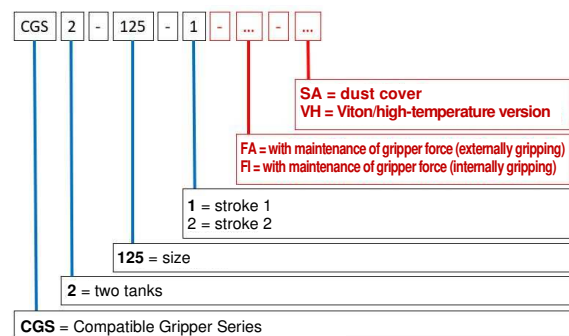 CGS 2 - 125 - 1 - ... - ...
SA = dust cover
VH = Viton/high-temperature version
FA = with maintenance of gripper force (externally gripping)
FI = with maintenance of gripper force (internally gripping)
1 = stroke 1
2 = stroke 2
125 = size
2 = two tanks
CGS = Compatible Gripper Series